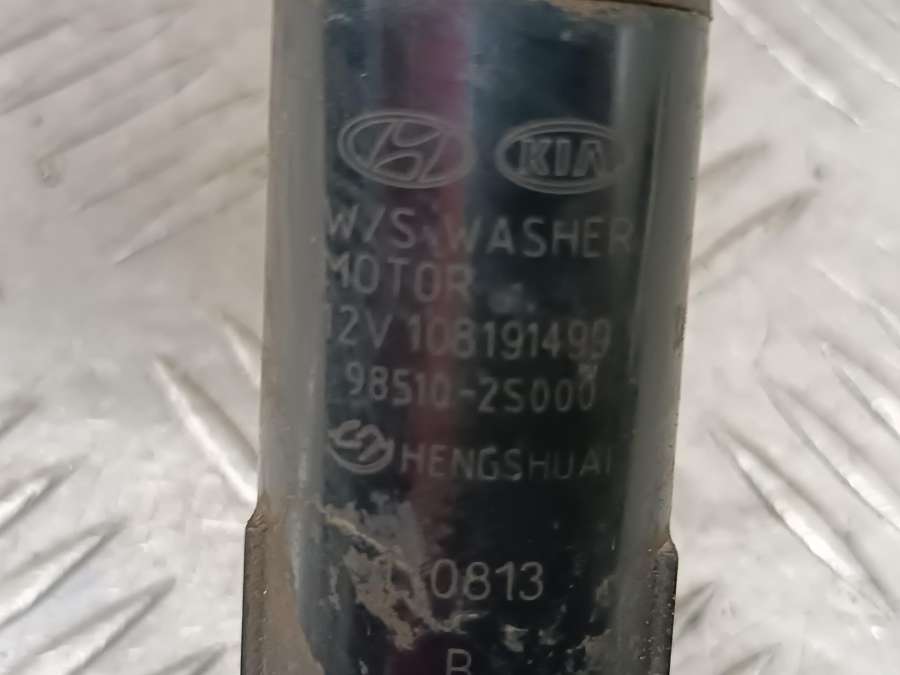 KIA
W/S WASHER
MOTOR
12V 108191499
98510-2S000
HENGSHUAI
0813
B